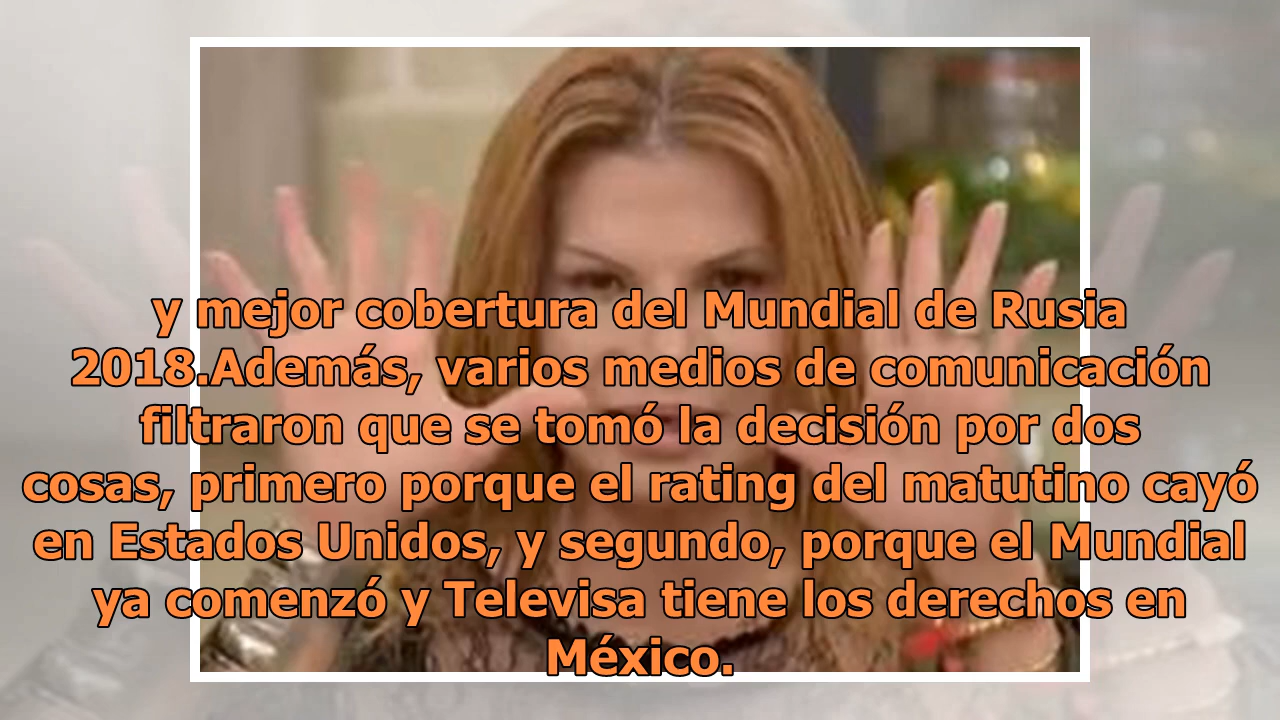 y mejor cobertura del Mundial de Rusia
2018.Además, varios medios de comunicación
filtraron que se tomó la decisión por dos
cosas, primero porque el rating del matutino cayó
en Estados Unidos, y segundo, porque el Mundial
ya comenzó y Televisa tiene los derechos en
México.